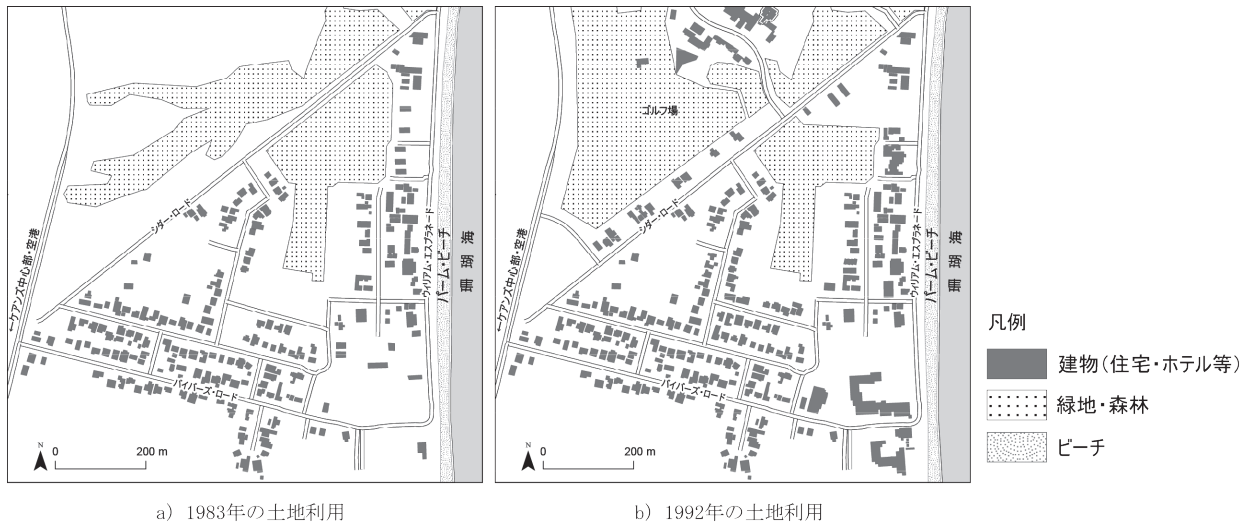 シダー・ロード
←ケアンズ中心部・空港
バイパーズ・ロード
ウィリアム・エスプラネード
パーム・ビーチ
珊瑚海
N
0 200 m
a) 1983年の土地利用
ゴルフ場
シダー・ロード
←ケアンズ中心部・空港
バイパーズ・ロード
ウィリアム・エスプラネード
パーム・ビーチ
珊瑚海
N
0 200 m
b) 1992年の土地利用
凡例
建物(住宅・ホテル等)
緑地・森林
ビーチ